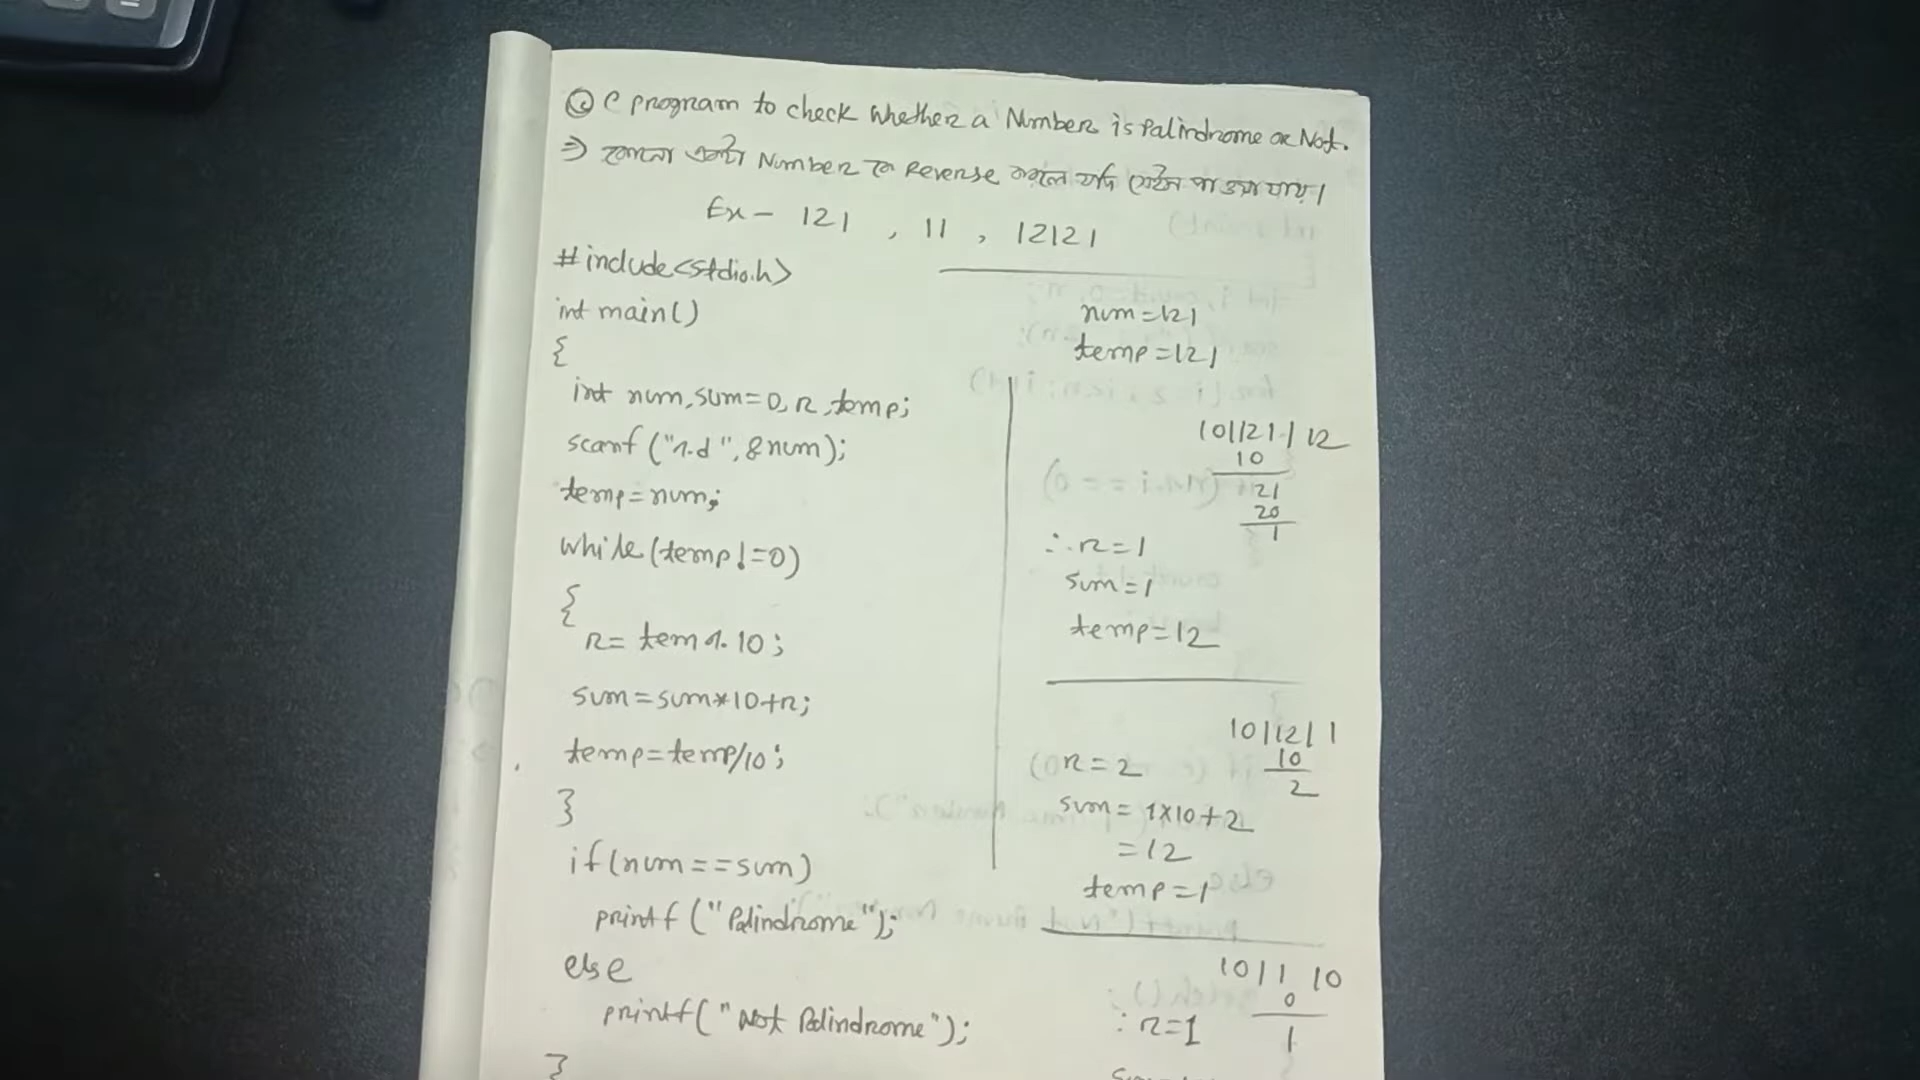 ◎ C program to check whether a Number is Palindrome or Not.
⇒ কোনো একটা Number কে Reverse করলে যদি সেটাই পাওয়া যায়।
Ex - 121 , 11 , 12121
#include<stdio.h>
int main()
{
int num, sum=0, r, temp;
scanf ("%d", &num);
temp=num;
while (temp!=0)
{
r= tem % 10;
sum=sum*10+r;
temp=temp/10;
}
if(num==sum)
printf ("Palindrome");
else
printf("Not Palindrome");
}
num=121
temp=121
10|121|12
10
21
20
1
∴ r=1
sum=1
temp=12
10|12|1
10
2
r=2
sum= 1x10+2
=12
temp=1
10|1 10
0
1
∴ r=1